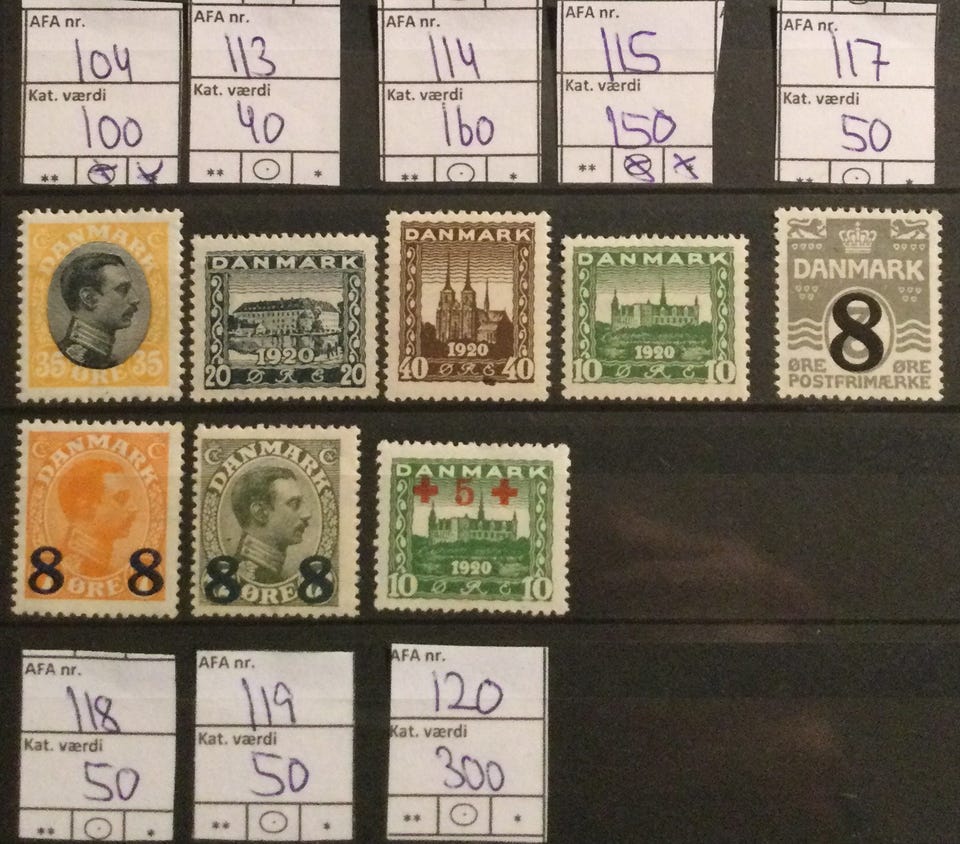 AFA nr.
104
Kat. værdi
100
** *
AFA nr.
113
Kat. værdi
40
** *
AFA nr.
114
Kat. værdi
160
** *
AFA nr.
115
Kat. værdi
150
** *
AFA nr.
117
Kat. værdi
50
** *
DANMARK
35 ØRE 35
DANMARK
1920
20 ØRE 20
DANMARK
1920
40 40
DANMARK
1920
10 ØRE 10
DANMARK
8
ØRE ØRE
POSTFRIMÆRKE
DANMARK
8 ØRE 8
DANMARK
8 ØRE 8
DANMARK
+ 5 +
1920
10 ØRE 10
AFA nr.
118
Kat. værdi
50
** *
AFA nr.
119
Kat. værdi
50
** *
AFA nr.
120
Kat. værdi
300
** *